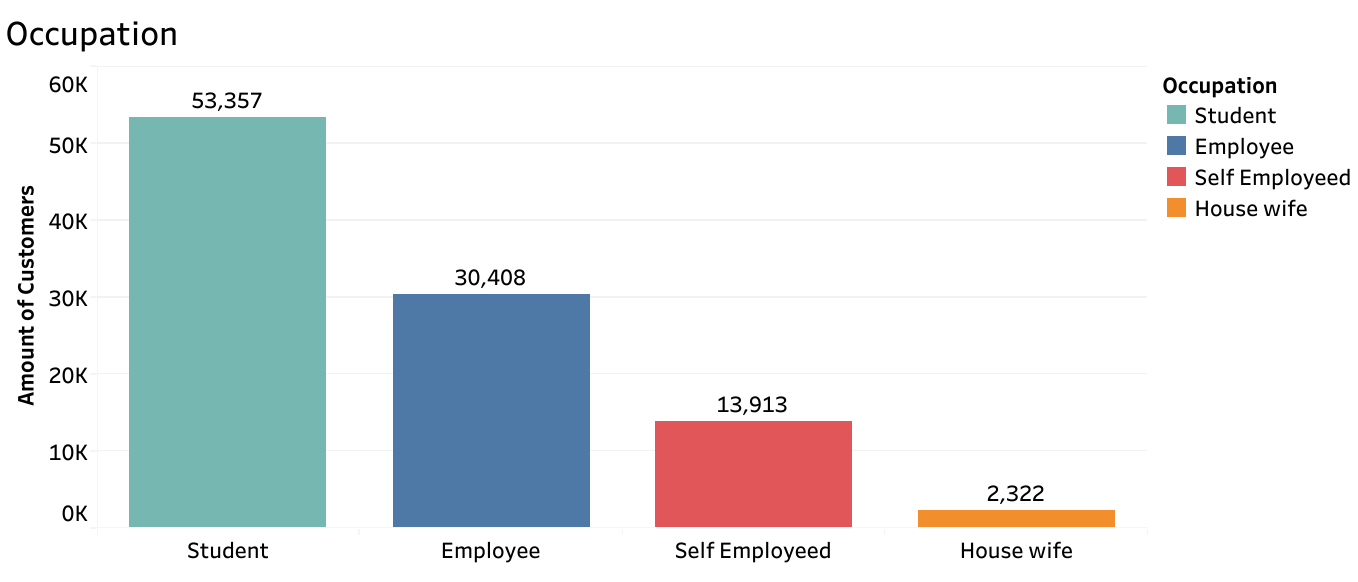 Occupation
60K
50K
40K
30K
20K
10K
0K
Amount of Customers
53,357
30,408
13,913
2,322
Student
Employee
Self Employeed
House wife
Occupation
Student
Employee
Self Employeed
House wife